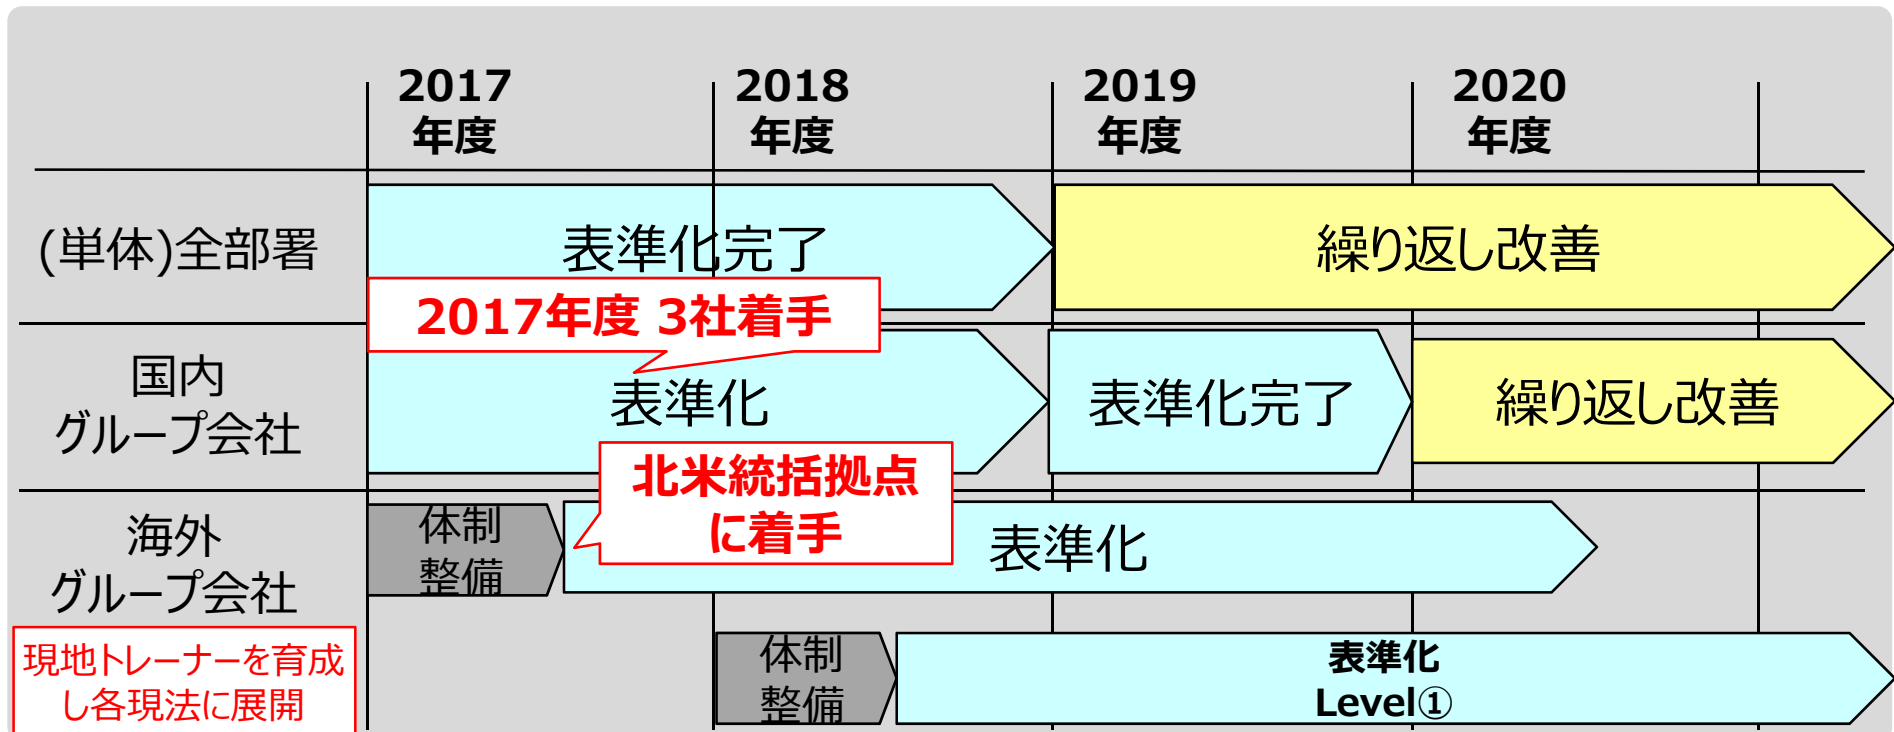 2017
年度
2018
年度
2019
年度
2020
年度
(単体)全部署
表準化完了
繰り返し改善
2017年度 3社着手
国内
グループ会社
表準化
表準化完了
繰り返し改善
北米統括拠点
に着手
海外
グループ会社
体制
整備
表準化
現地トレーナーを育成
し各現法に展開
体制
整備
表準化
Level①